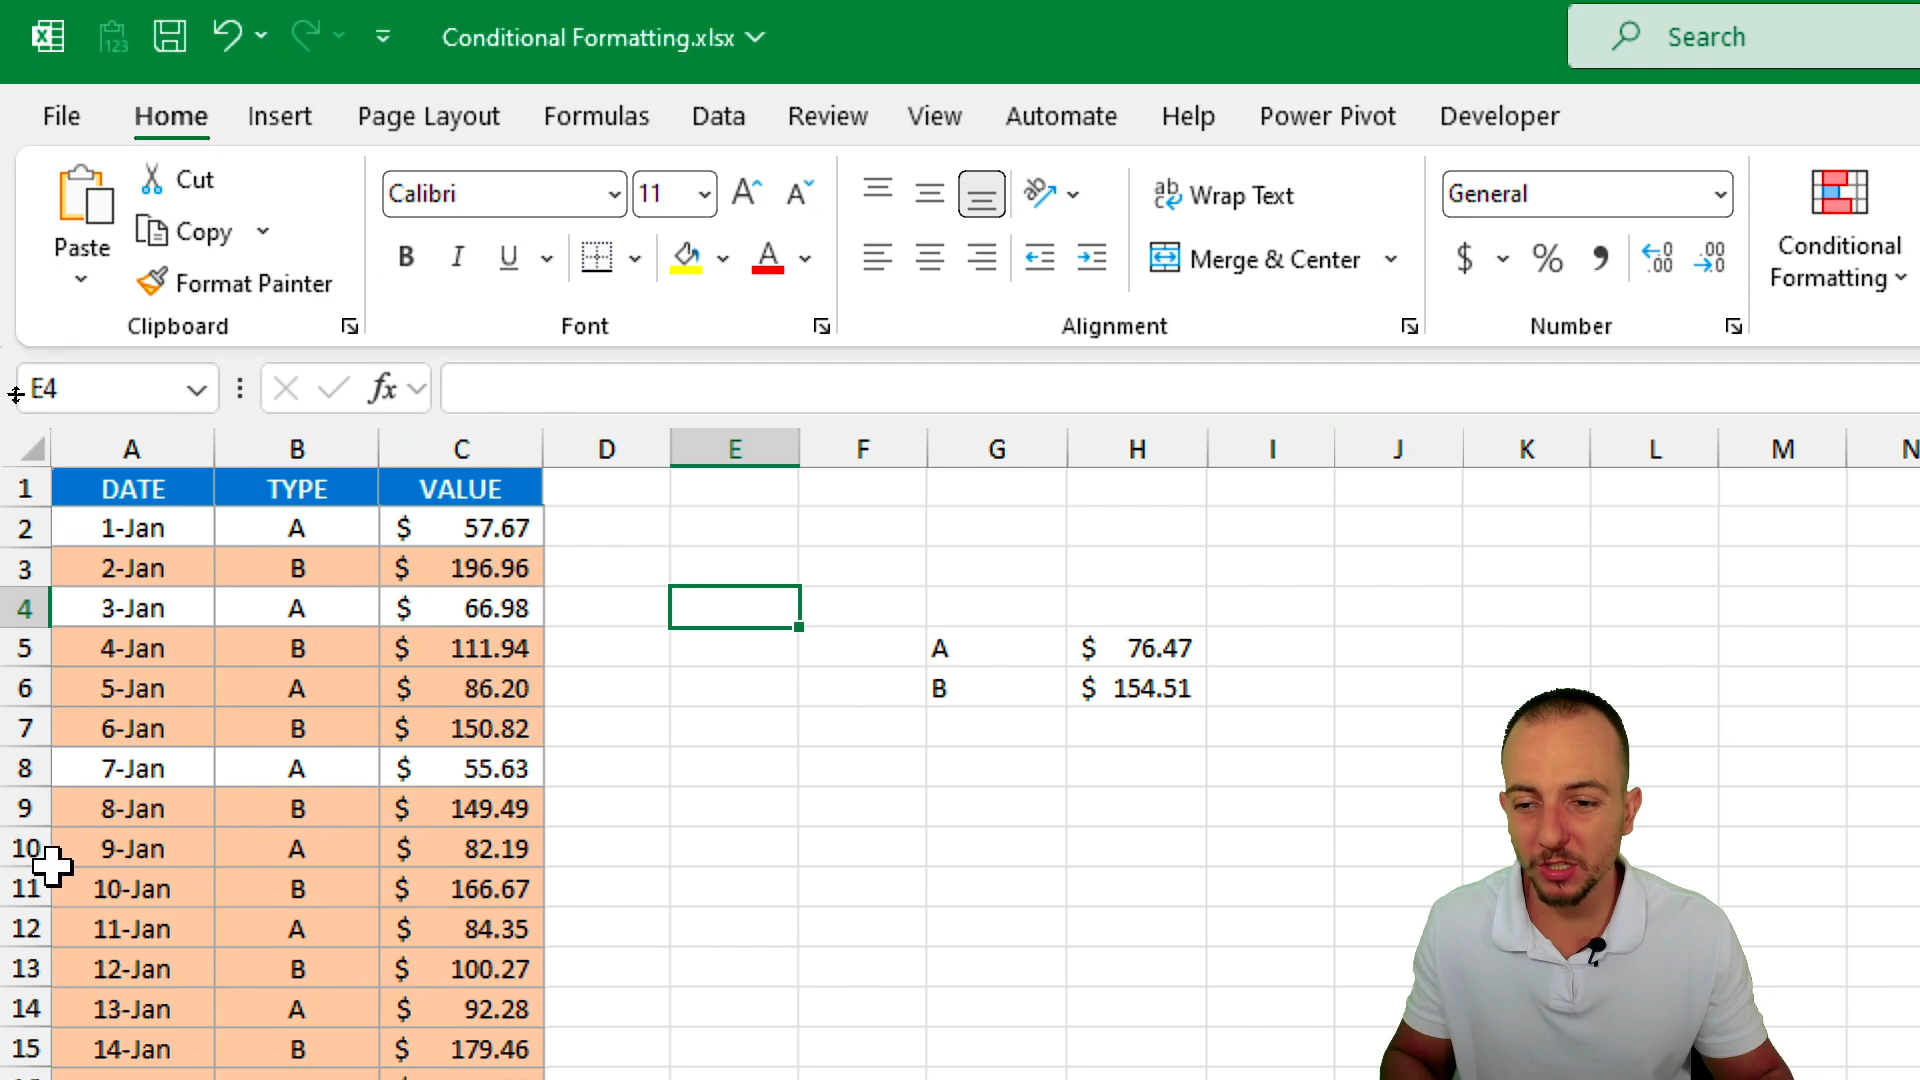 Conditional Formatting.xlsx
Search
File Home Insert Page Layout Formulas Data Review View Automate Help Power Pivot Developer
Paste
Cut
Copy
Format Painter
Clipboard
Calibri 11
B I U A
Font
Wrap Text
Merge & Center
Alignment
General
$ % , .00 .00
Number
Conditional
Formatting
E4 fx
A B C D E F G H I J K L M N
1 DATE TYPE VALUE
2 1-Jan A $ 57.67
3 2-Jan B $ 196.96
4 3-Jan A $ 66.98
5 4-Jan B $ 111.94 A $ 76.47
6 5-Jan A $ 86.20 B $ 154.51
7 6-Jan B $ 150.82
8 7-Jan A $ 55.63
9 8-Jan B $ 149.49
10 9-Jan A $ 82.19
11 10-Jan B $ 166.67
12 11-Jan A $ 84.35
13 12-Jan B $ 100.27
14 13-Jan A $ 92.28
15 14-Jan B $ 179.46